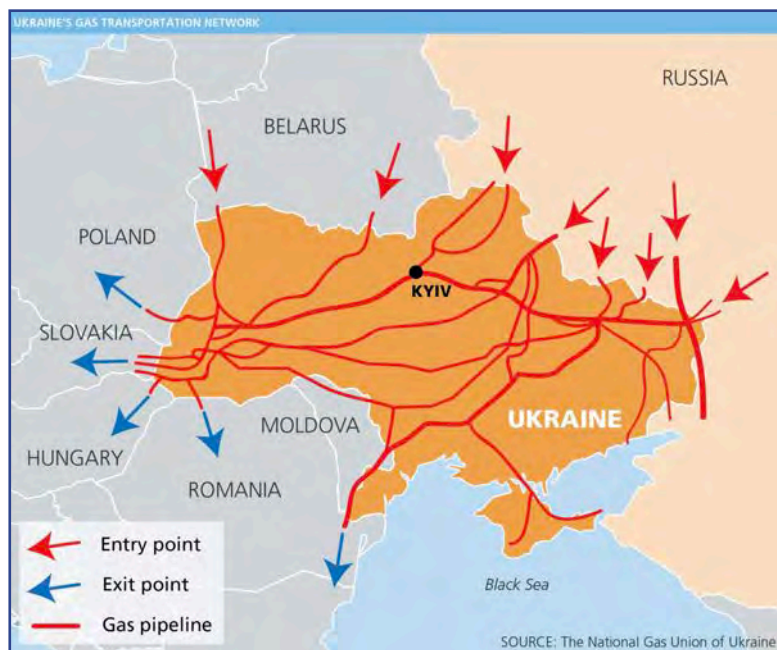 UKRAINE'S GAS TRANSPORTATION NETWORK
RUSSIA
BELARUS
POLAND
KYIV
SLOVAKIA
UKRAINE
MOLDOVA
HUNGARY
ROMANIA
Entry point
Exit point
Black Sea
Gas pipeline
SOURCE: The National Gas Union of Ukraine